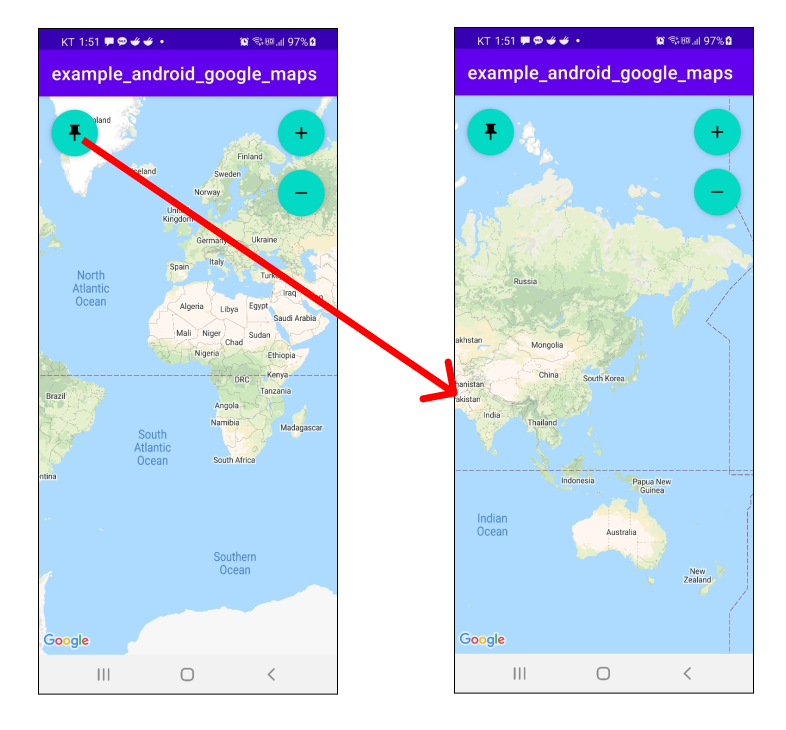 KT 1:51
97%
example_android_google_maps
eland
Finland
Sweden
Norway
Kingdom
Germany
Ukraine
Spain
Italy
Iraq
North
Atlantic
Ocean
Algeria
Libya
Egypt
Saudi Arabia
Mali
Niger
Chad
Sudan
Nigeria
Ethiopia
DRC
Kenya
Tanzania
Brazil
Angola
Namibia
Madagascar
South
Atlantic
Ocean
South Africa
ntina
Southern
Ocean
Google
KT 1:51
97%
example_android_google_maps
Russia
akhstan
Mongolia
China
South Korea
hanistan
akistan
India
Thailand
Indonesia
Papua New
Guinea
Indian
Ocean
Australia
New
Zealand
Google